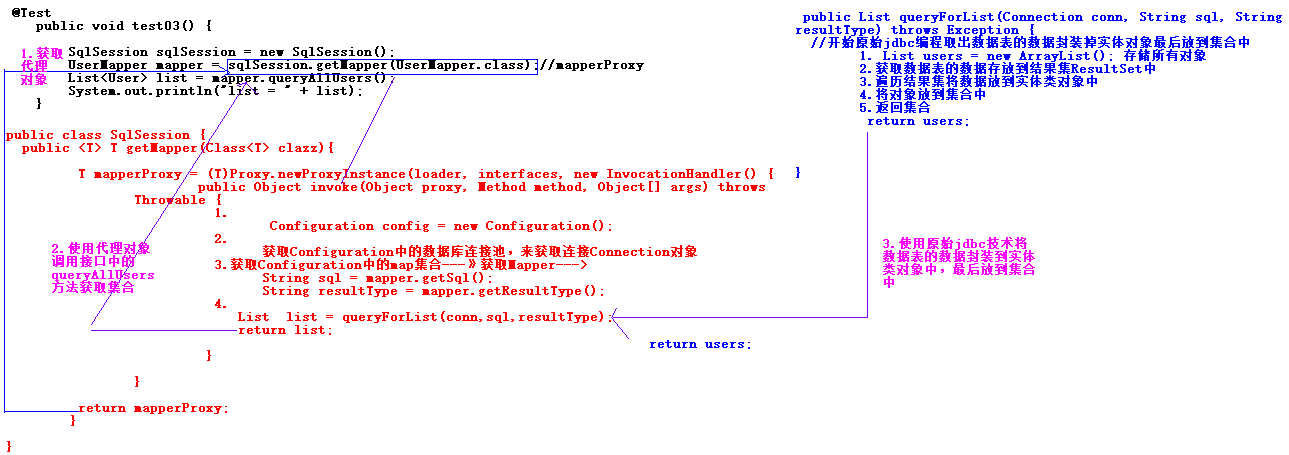 @Test
public void test03() {
1.获取
代理
对象
SqlSession sqlSession = new SqlSession();
UserMapper mapper = sqlSession.getMapper(UserMapper.class);//mapperProxy
List<User> list = mapper.queryAllUsers();
System.out.println("list = " + list);
}
public class SqlSession {
public <T> T getMapper(Class<T> clazz){
T mapperProxy = (T)Proxy.newProxyInstance(loader, interfaces, new InvocationHandler() {
public Object invoke(Object proxy, Method method, Object[] args) throws
Throwable {
1.
Configuration config = new Configuration();
2.
获取Configuration中的数据库连接池，来获取连接Connection对象
3.获取Configuration中的map集合---》获取Mapper--->
String sql = mapper.getSql();
String resultType = mapper.getResultType();
4.
List  list = queryForList(conn,sql,resultType);
return list;
}
}
return mapperProxy;
}
}
2.使用代理对象
调用接口中的
queryAllUsers
方法获取集合
public List queryForList(Connection conn, String sql, String
resultType) throws Exception {
//开始原始jdbc编程取出数据表的数据封装掉实体对象最后放到集合中
1. List users = new ArrayList(); 存储所有对象
2.获取数据表的数据存放到结果集ResultSet中
3.遍历结果集将数据放到实体类对象中
4.将对象放到集合中
5.返回集合
return users;
}
3.使用原始jdbc技术将
数据表的数据封装到实体
类对象中，最后放到集合
中
return users;